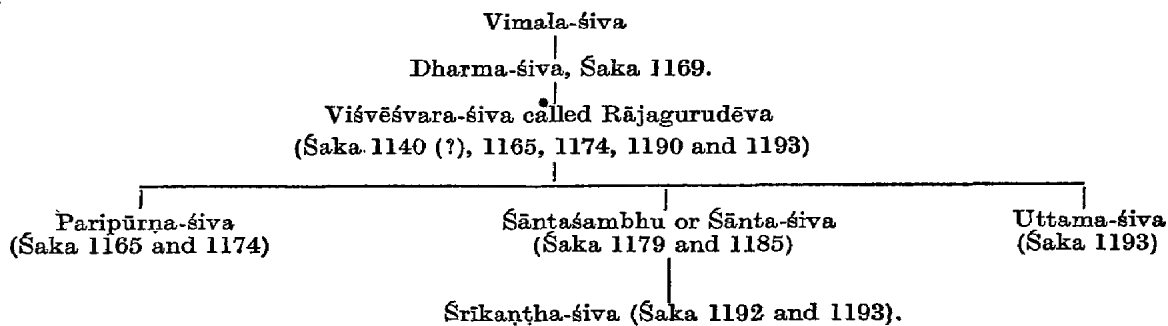 Vimala-śiva
Dharma-śiva, Śaka 1169.
Viśvēśvara-śiva called Rājagurudēva
(Śaka 1140 (?), 1165, 1174, 1190 and 1193)
Paripūrṇa-śiva Śāntaśambhu or Śānta-śiva Uttama-śiva
(Śaka 1165 and 1174) (Śaka 1179 and 1185) (Śaka 1193)
Śrīkaṇṭha-śiva (Śaka 1192 and 1193).